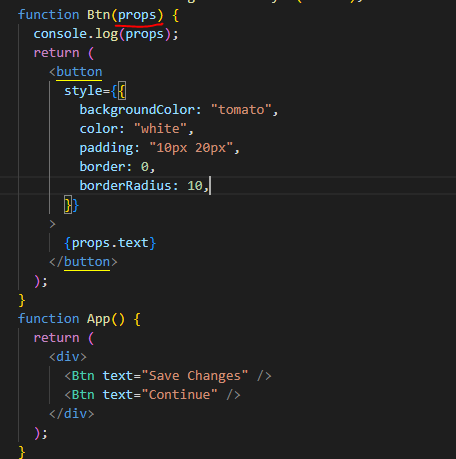 function Btn(props) {
  console.log(props);
  return (
    <button
      style={{
        backgroundColor: "tomato",
        color: "white",
        padding: "10px 20px",
        border: 0,
        borderRadius: 10,
      }}
    >
      {props.text}
    </button>
  );
}
function App() {
  return (
    <div>
      <Btn text="Save Changes" />
      <Btn text="Continue" />
    </div>
  );
}